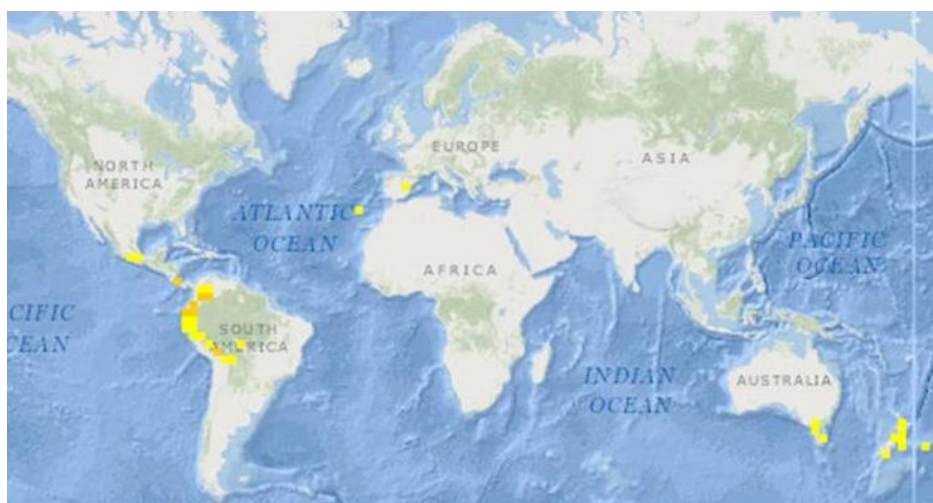 NORTH
AMERICA
EUROPE
ASIA
ATLANTIC
OCEAN
PACIFIC
OCEAN
AFRICA
CIFIC
CEAN
SOUTH
AMERICA
INDIAN
OCEAN
AUSTRALIA